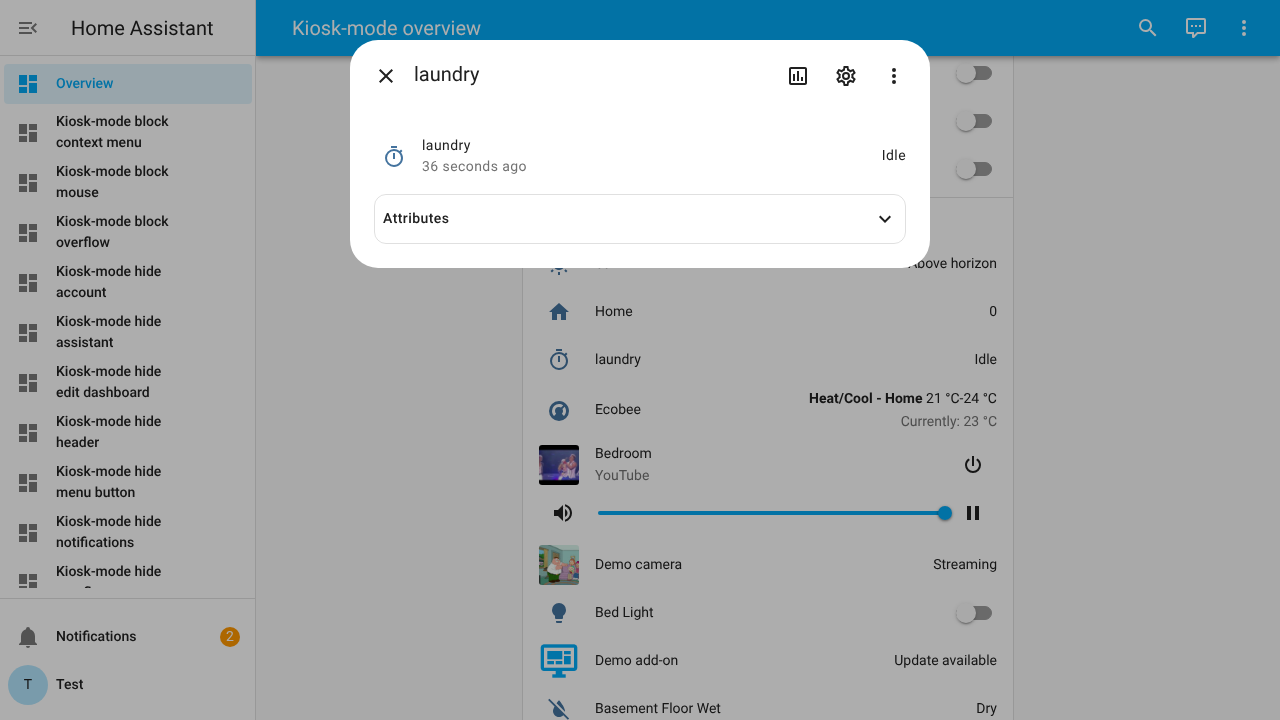 Home Assistant
Kiosk-mode overview
Overview
Kiosk-mode block
context menu
Kiosk-mode block
mouse
Kiosk-mode block
overflow
Kiosk-mode hide
account
Kiosk-mode hide
assistant
Kiosk-mode hide
edit dashboard
Kiosk-mode hide
header
Kiosk-mode hide
menu button
Kiosk-mode hide
notifications
Kiosk-mode hide
Notifications
2
T
Test
laundry
laundry
36 seconds ago
Idle
Attributes
Above horizon
Home
0
laundry
Idle
Ecobee
Heat/Cool - Home 21 °C-24 °C
Currently: 23 °C
Bedroom
YouTube
Demo camera
Streaming
Bed Light
Demo add-on
Update available
Basement Floor Wet
Dry